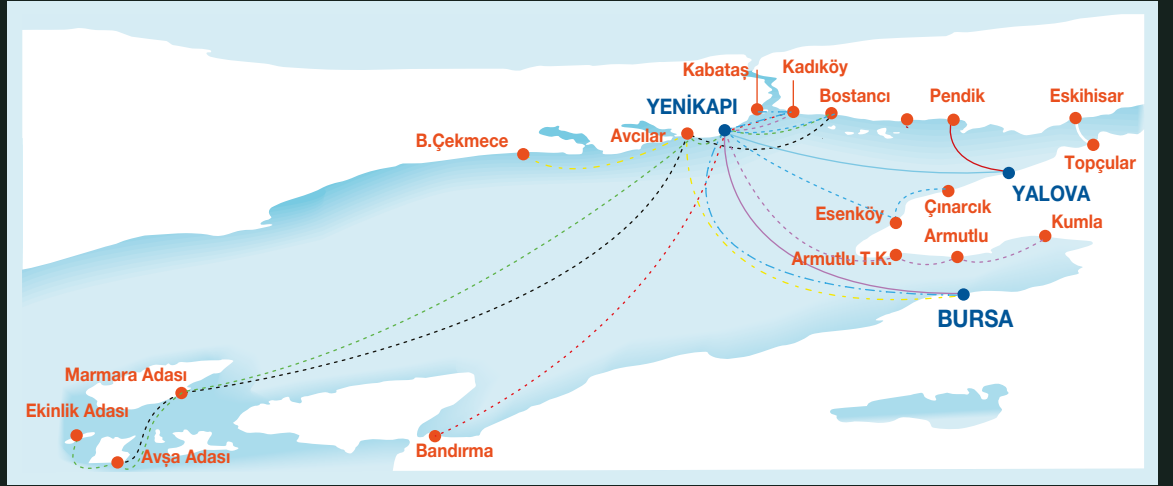 Kabataş
Kadıköy
YENİKAPI
Bostancı
Pendik
Eskihisar
B.Çekmece
Avcılar
Topçular
YALOVA
Esenköy
Çınarcık
Kumla
Armutlu
Armutlu T.K.
BURSA
Marmara Adası
Ekinlik Adası
Avşa Adası
Bandırma